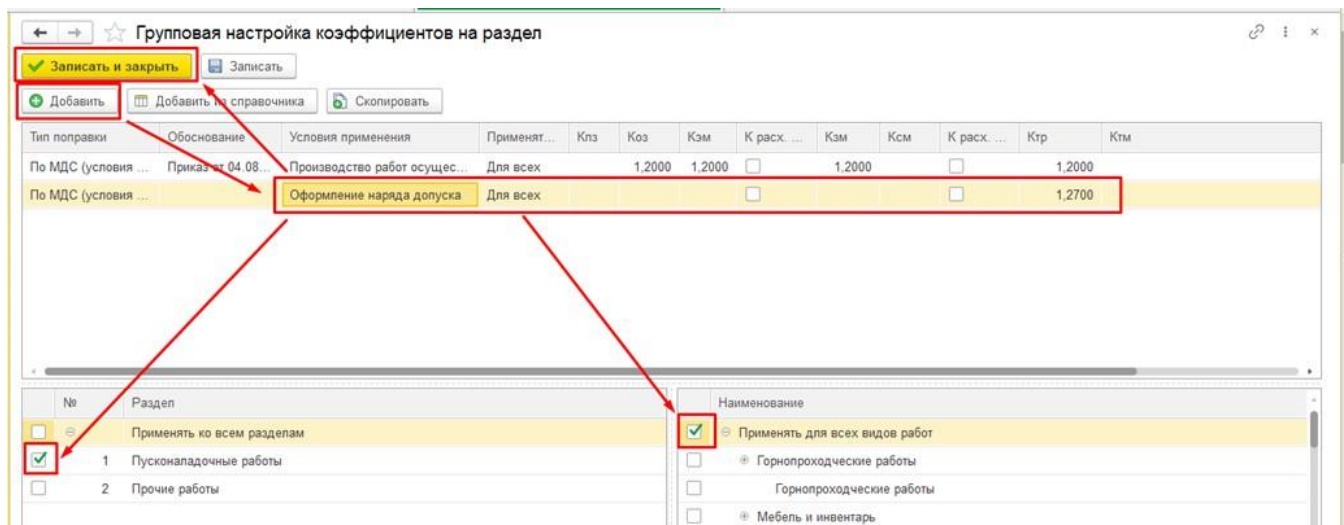 Групповая настройка коэффициентов на раздел
Записать и закрыть Записать
Добавить Добавить из справочника Скопировать
Тип поправки Обоснование Условия применения Применят... Кпз Коз Кэм К расх. ... Кзм Ксм К расх. ... Ктр Ктм
По МДС (условия ... Приказ от 04.08... Производство работ осущес... Для всех 1,2000 1,2000 1,2000 1,2000
По МДС (условия ... Оформление наряда допуска Для всех 1,2700
№ Раздел Наименование
Применять ко всем разделам Применять для всех видов работ
1 Пусконаладочные работы Горнопроходческие работы
2 Прочие работы Горнопроходческие работы
Мебель и инвентарь